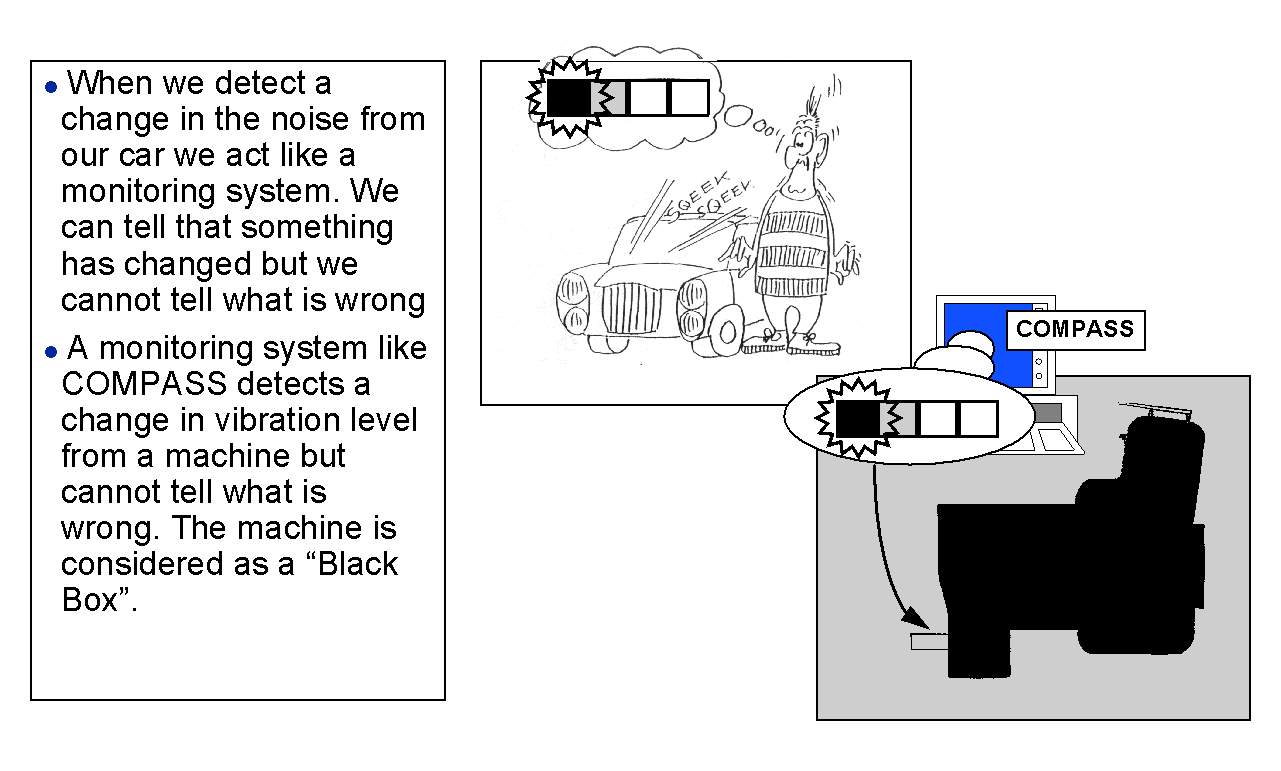 • When we detect a
change in the noise from
our car we act like a
monitoring system. We
can tell that something
has changed but we
cannot tell what is wrong
• A monitoring system like
COMPASS detects a
change in vibration level
from a machine but
cannot tell what is
wrong. The machine is
considered as a “Black
Box”.
SQEEK
SQEEK
COMPASS